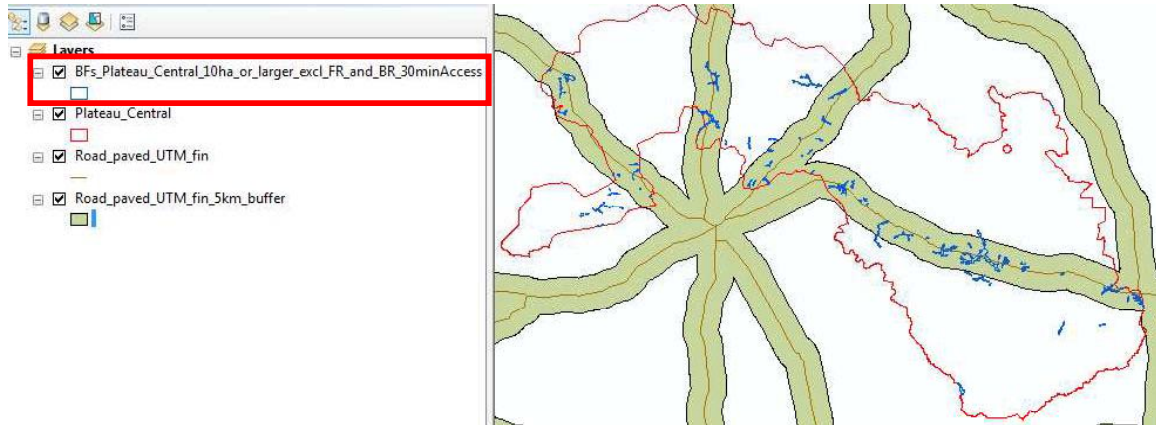 Layers
BFs_Plateau_Central_10ha_or_larger_excl_FR_and_BR_30minAccess
Plateau_Central
Road_paved_UTM_fin
Road_paved_UTM_fin_5km_buffer